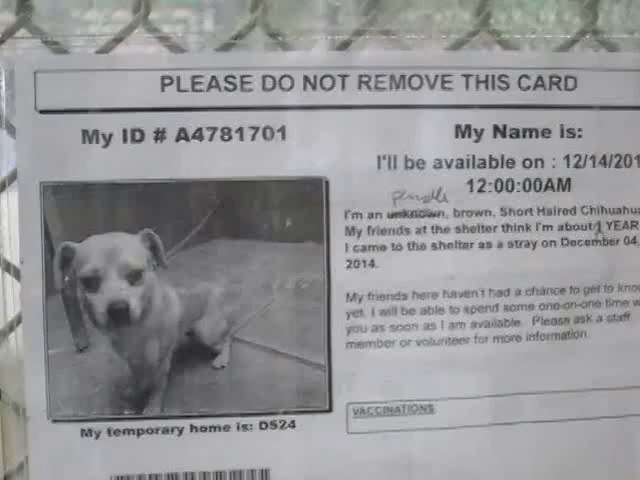 PLEASE DO NOT REMOVE THIS CARD
My ID # A4781701
My Name is:
I'll be available on : 12/14/201
12:00:00AM
female
I'm an unknown, brown, Short Haired Chihuahua
My friends at the shelter think I'm about 1 YEAR
I came to the shelter as a stray on December 04,
2014.
My friends here haven't had a chance to get to know
yet. I will be able to spend some one-on-one time w
you as soon as I am available. Please ask a staff
member or volunteer for more information.
VACCINATIONS
My temporary home is: D524